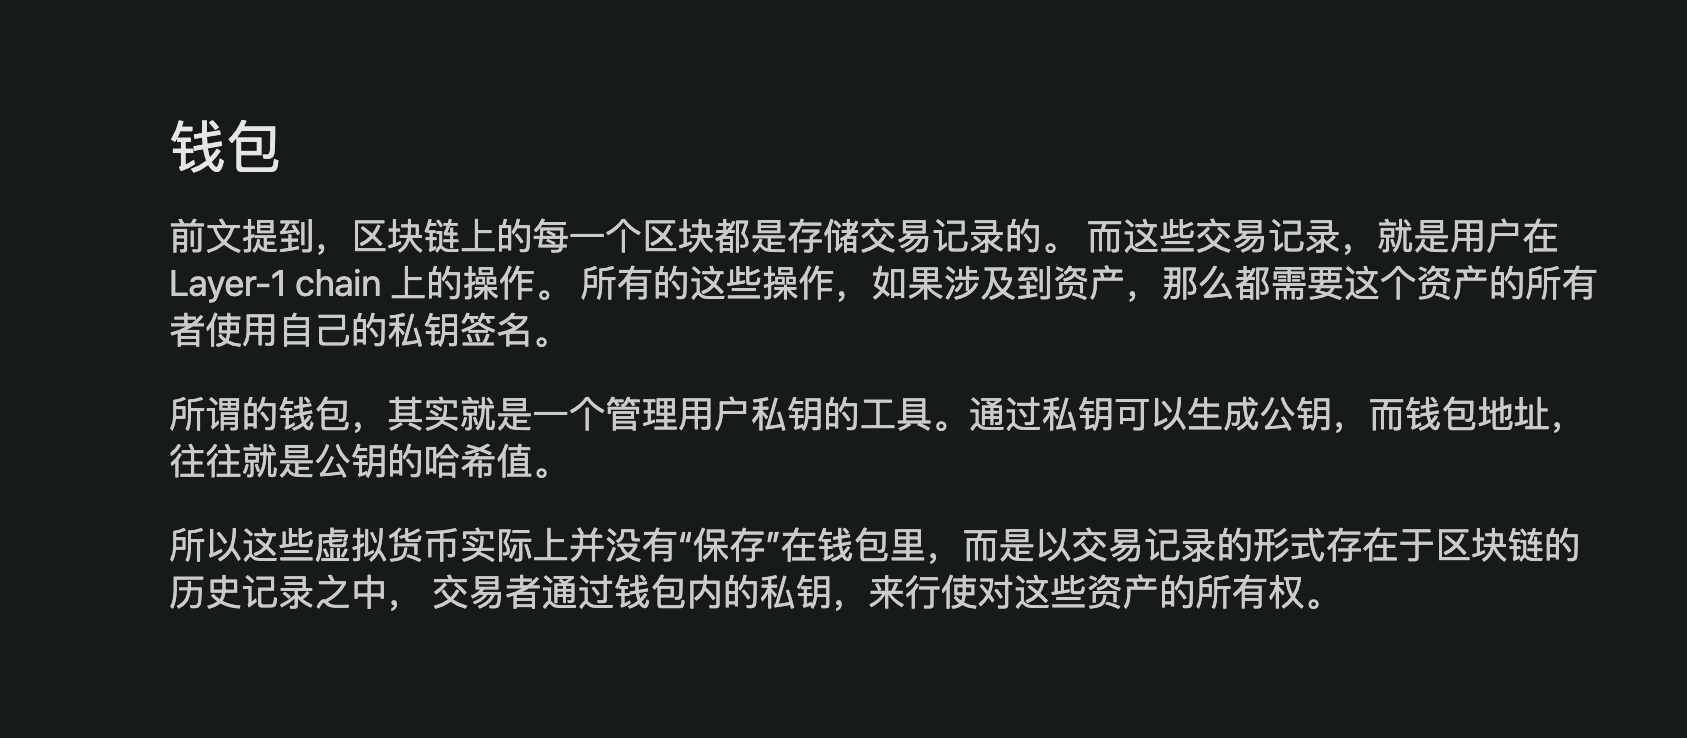 钱包
前文提到，区块链上的每一个区块都是存储交易记录的。 而这些交易记录，就是用户在
Layer-1 chain 上的操作。 所有的这些操作，如果涉及到资产，那么都需要这个资产的所有
者使用自己的私钥签名。
所谓的钱包，其实就是一个管理用户私钥的工具。通过私钥可以生成公钥，而钱包地址，
往往就是公钥的哈希值。
所以这些虚拟货币实际上并没有“保存”在钱包里，而是以交易记录的形式存在于区块链的
历史记录之中， 交易者通过钱包内的私钥，来行使对这些资产的所有权。